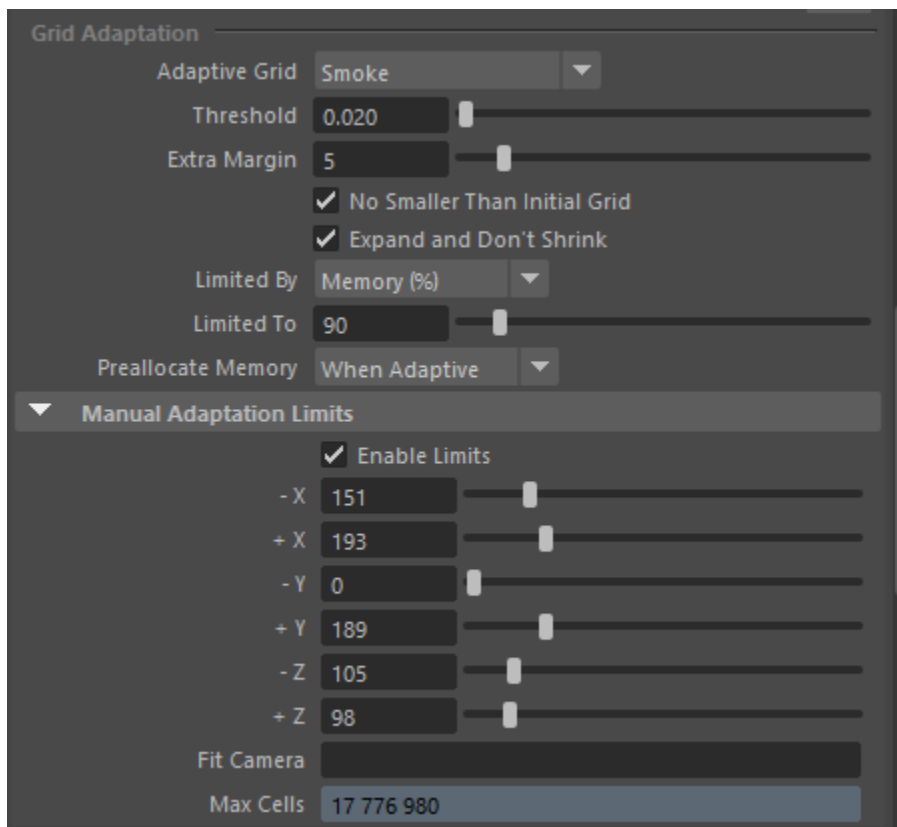 Grid Adaptation
Adaptive Grid Smoke
Threshold 0.020
Extra Margin 5
No Smaller Than Initial Grid
Expand and Don't Shrink
Limited By Memory (%)
Limited To 90
Preallocate Memory When Adaptive
Manual Adaptation Limits
Enable Limits
- X 151
+ X 193
- Y 0
+ Y 189
- Z 105
+ Z 98
Fit Camera
Max Cells 17 776 980